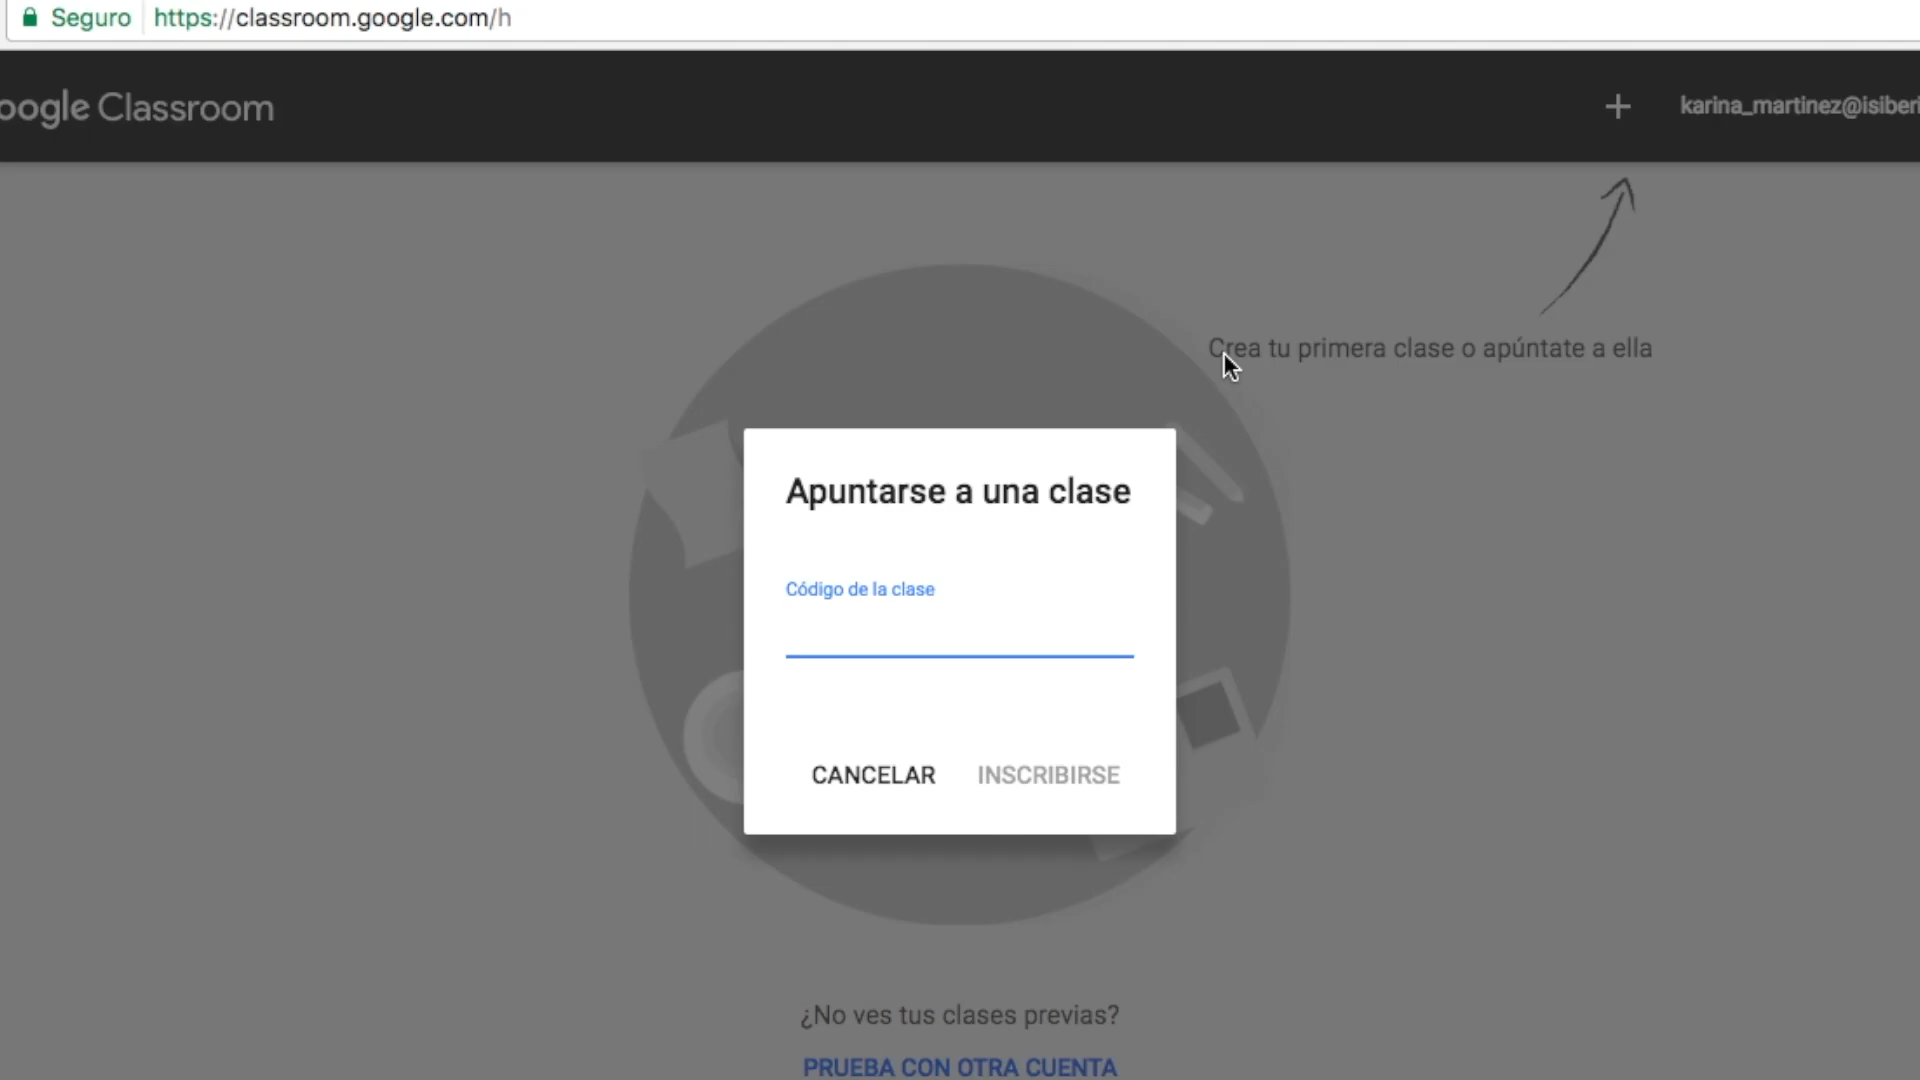 Seguro https://classroom.google.com/h
oogle Classroom
karina_martinez@isiberi
Crea tu primera clase o apúntate a ella
Apuntarse a una clase
Código de la clase
CANCELAR INSCRIBIRSE
¿No ves tus clases previas?
PRUEBA CON OTRA CUENTA